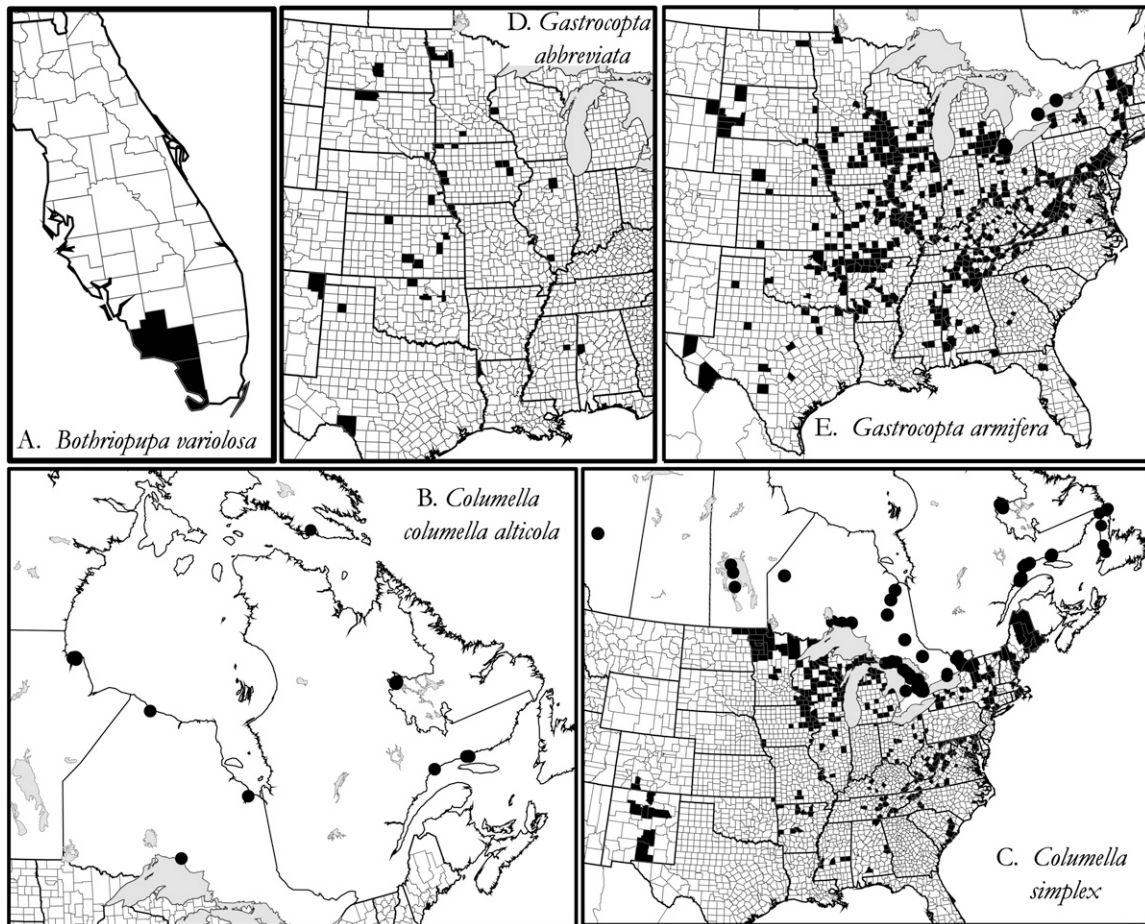 A. Bothriopupa variolosa
D. Gastrocopta
abbreviata
E. Gastrocopta armifera
B. Columella
columella alticola
C. Columella
simplex